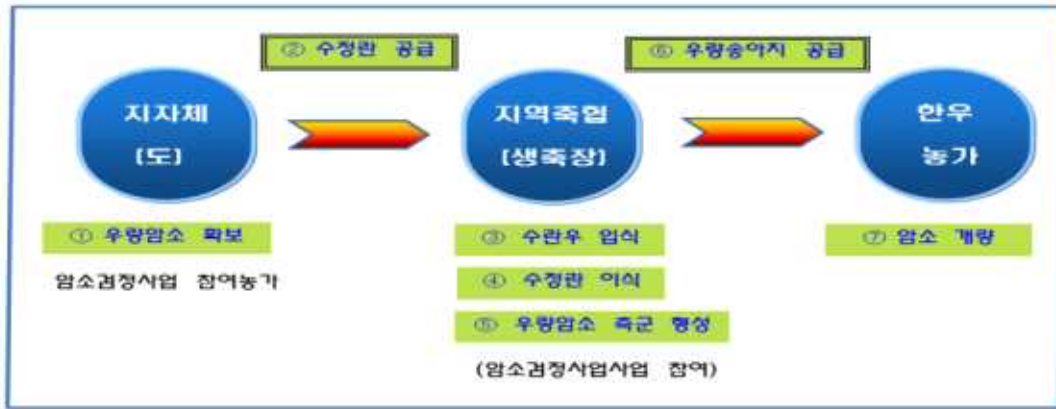 ② 수정란 공급
⑥ 우량송아지 공급
지자체
(도)
지역축협
(생축장)
한우
농가
① 우량암소 확보
암소검정사업 참여농가
③ 수란우 입식
④ 수정란 이식
⑤ 우량암소 축군 형성
(암소검정사업사업 참여)
⑦ 암소 개량